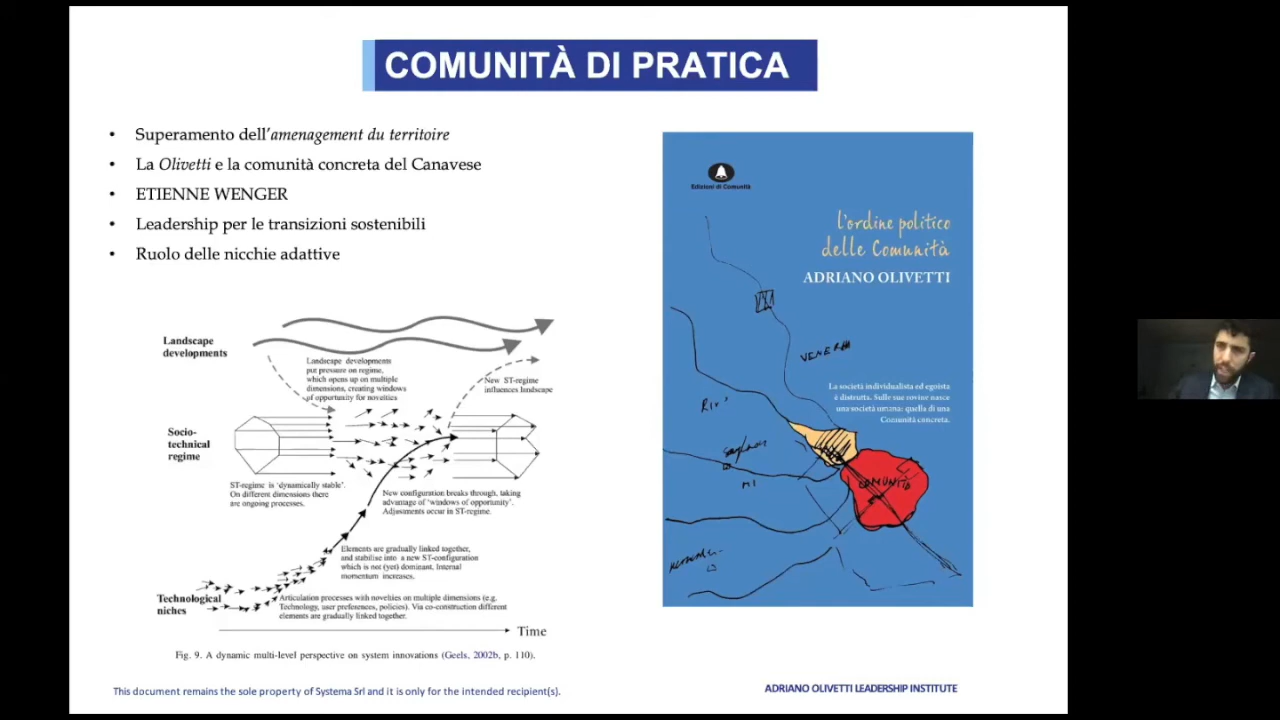 COMUNITÀ DI PRATICA
• Superamento dell'amenagement du territoire
• La Olivetti e la comunità concreta del Canavese
• ETIENNE WENGER
• Leadership per le transizioni sostenibili
• Ruolo delle nicchie adattive
Landscape
developments
Landscape developments
put pressure on regime,
which opens up on multiple
dimensions, creating windows
of opportunity for novelties
New ST-regime
influences landscape
Socio-
technical
regime
ST-regime is 'dynamically stable'.
On different dimensions there
are ongoing processes.
New configuration breaks through, taking
advantage of 'windows of opportunity'.
Adjustments occur in ST-regime.
Elements are gradually linked together,
and stabilise into a new ST-configuration
which is not (yet) dominant. Internal
momentum increases.
Technological
niches
Articulation processes with novelties on multiple dimensions (e.g.
Technology, user preferences, policies). Via co-construction different
elements are gradually linked together.
Time
Fig. 9. A dynamic multi-level perspective on system innovations (Geels, 2002b, p. 110).
Edizioni di Comunità
l'ordine politico
delle Comunità
ADRIANO OLIVETTI
La società individualista ed egoista
è distrutta. Sulle sue rovine nasce
una società umana: quella di una
Comunità concreta.
COMUNITÀ
This document remains the sole property of Systema Srl and it is only for the intended recipient(s).
ADRIANO OLIVETTI LEADERSHIP INSTITUTE